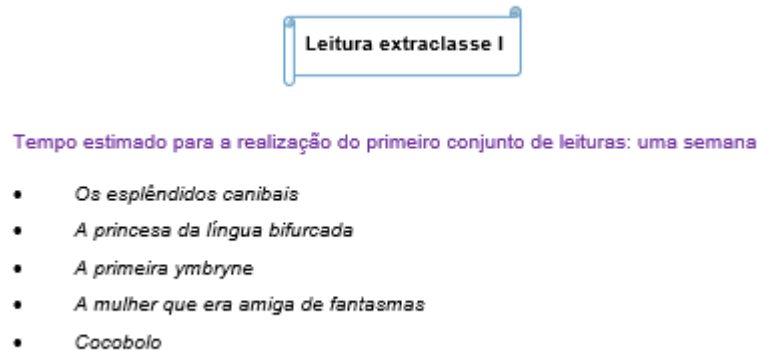 Leitura extraclasse I
Tempo estimado para a realização do primeiro conjunto de leituras: uma semana
• Os esplêndidos canibais
• A princesa da língua bifurcada
• A primeira ymbryne
• A mulher que era amiga de fantasmas
• Cocobolo